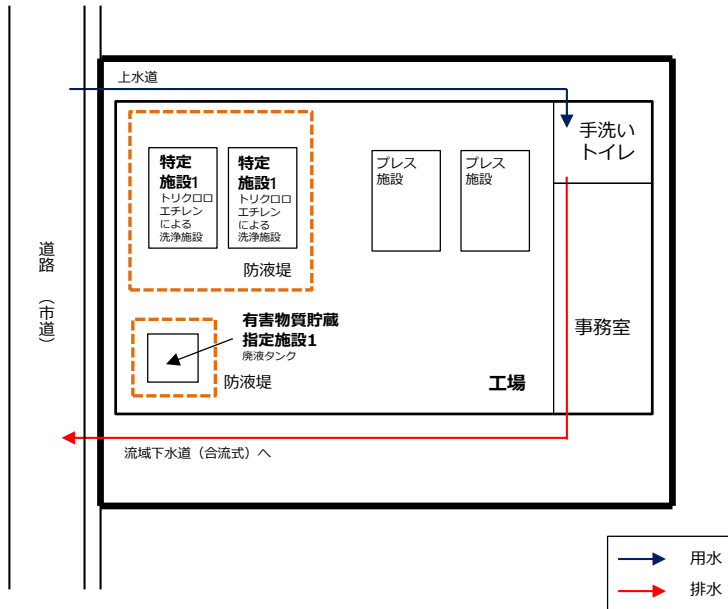 上水道
手洗い
トイレ
特定
施設1
トリクロロ
エチレン
による
洗浄施設
特定
施設1
トリクロロ
エチレン
による
洗浄施設
プレス
施設
プレス
施設
防液堤
道路 （市道）
有害物質貯蔵
指定施設1
廃液タンク
防液堤
事務室
工場
流域下水道（合流式）へ
用水
排水